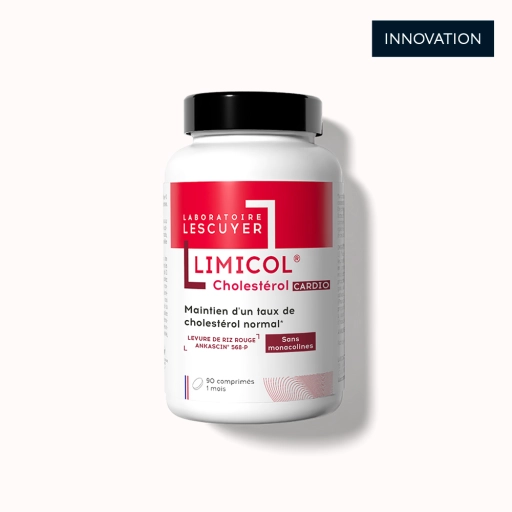 INNOVATION
LABORATOIRE
LESCUYER
LIMICOL®
Cholestérol CARDIO
Maintien d'un taux de
cholestérol normal*
LEVURE DE RIZ ROUGE
ANKASCIN® 568-P
Sans
monacolines
90 comprimés
1 mois